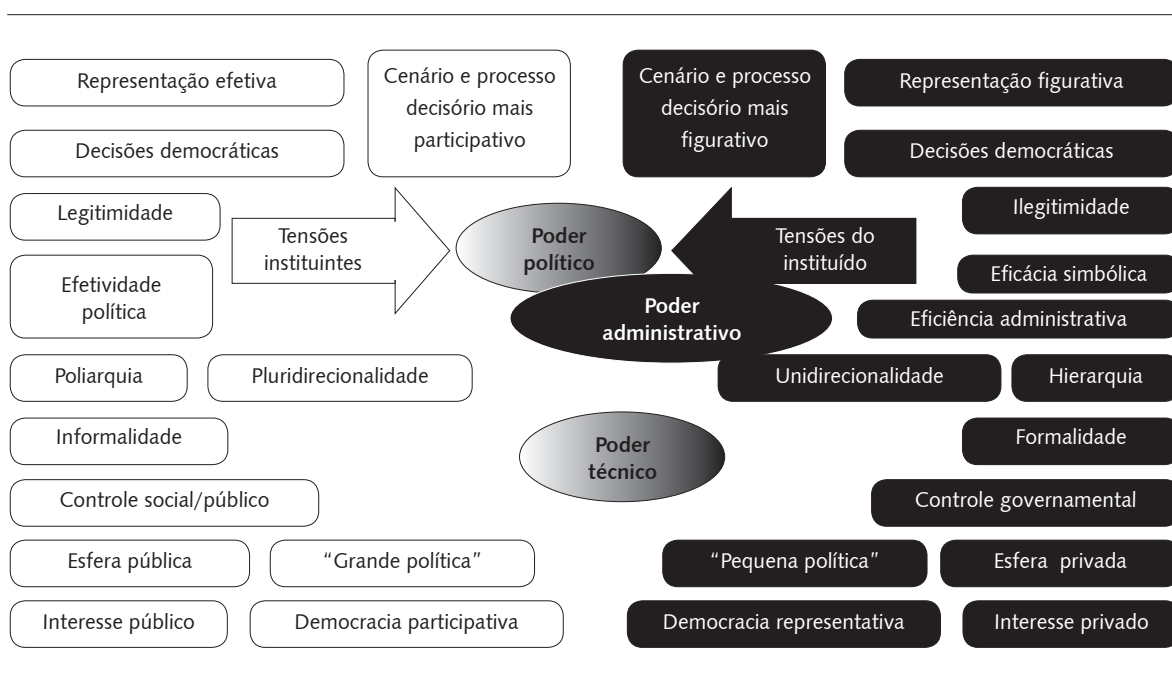 Representação efetiva
Cenário e processo
decisório mais
participativo
Cenário e processo
decisório mais
figurativo
Representação figurativa
Decisões democráticas
Decisões democráticas
Legitimidade
Ilegitimidade
Tensões
instituintes
Poder
político
Tensões do
instituído
Efetividade
política
Eficácia simbólica
Poder
administrativo
Eficiência administrativa
Poliarquia
Pluridirecionalidade
Unidirecionalidade
Hierarquia
Informalidade
Poder
técnico
Formalidade
Controle social/público
Controle governamental
Esfera pública
“Grande política”
“Pequena política”
Esfera privada
Interesse público
Democracia participativa
Democracia representativa
Interesse privado